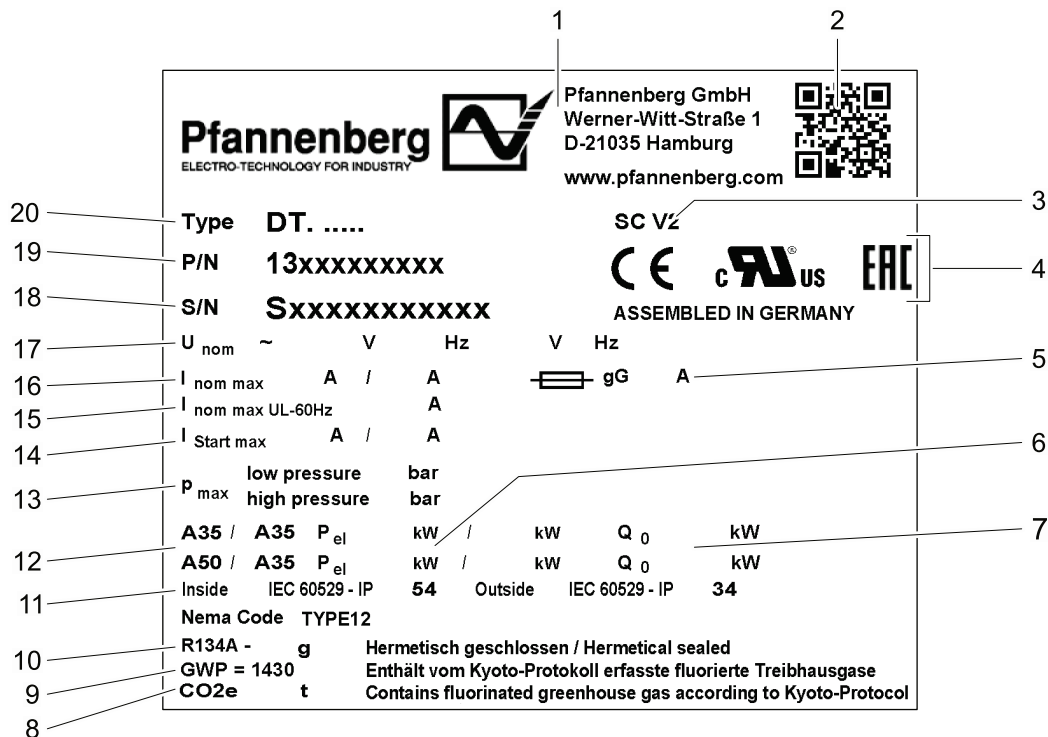 1 2
Pfannenberg
ELECTRO-TECHNOLOGY FOR INDUSTRY
Pfannenberg GmbH
Werner-Witt-Straße 1
D-21035 Hamburg
www.pfannenberg.com
20 Type DT. ..... SC V2 3
19 P/N 13xxxxxxxxx CE c RU ® US EAC 4
18 S/N Sxxxxxxxxxxx ASSEMBLED IN GERMANY
17 U nom ~ V Hz V Hz
16 I nom max A / A gG A 5
15 I nom max UL-60Hz A
14 I Start max A / A
6
13 p max low pressure bar
high pressure bar
12 A35 / A35 P el kW / kW Q 0 kW 7
A50 / A35 P el kW / kW Q 0 kW
11 Inside IEC 60529 - IP 54 Outside IEC 60529 - IP 34
Nema Code TYPE12
10 R134A - g Hermetisch geschlossen / Hermetical sealed
9 GWP = 1430 Enthält vom Kyoto-Protokoll erfasste fluorierte Treibhausgase
8 CO2e t Contains fluorinated greenhouse gas according to Kyoto-Protocol